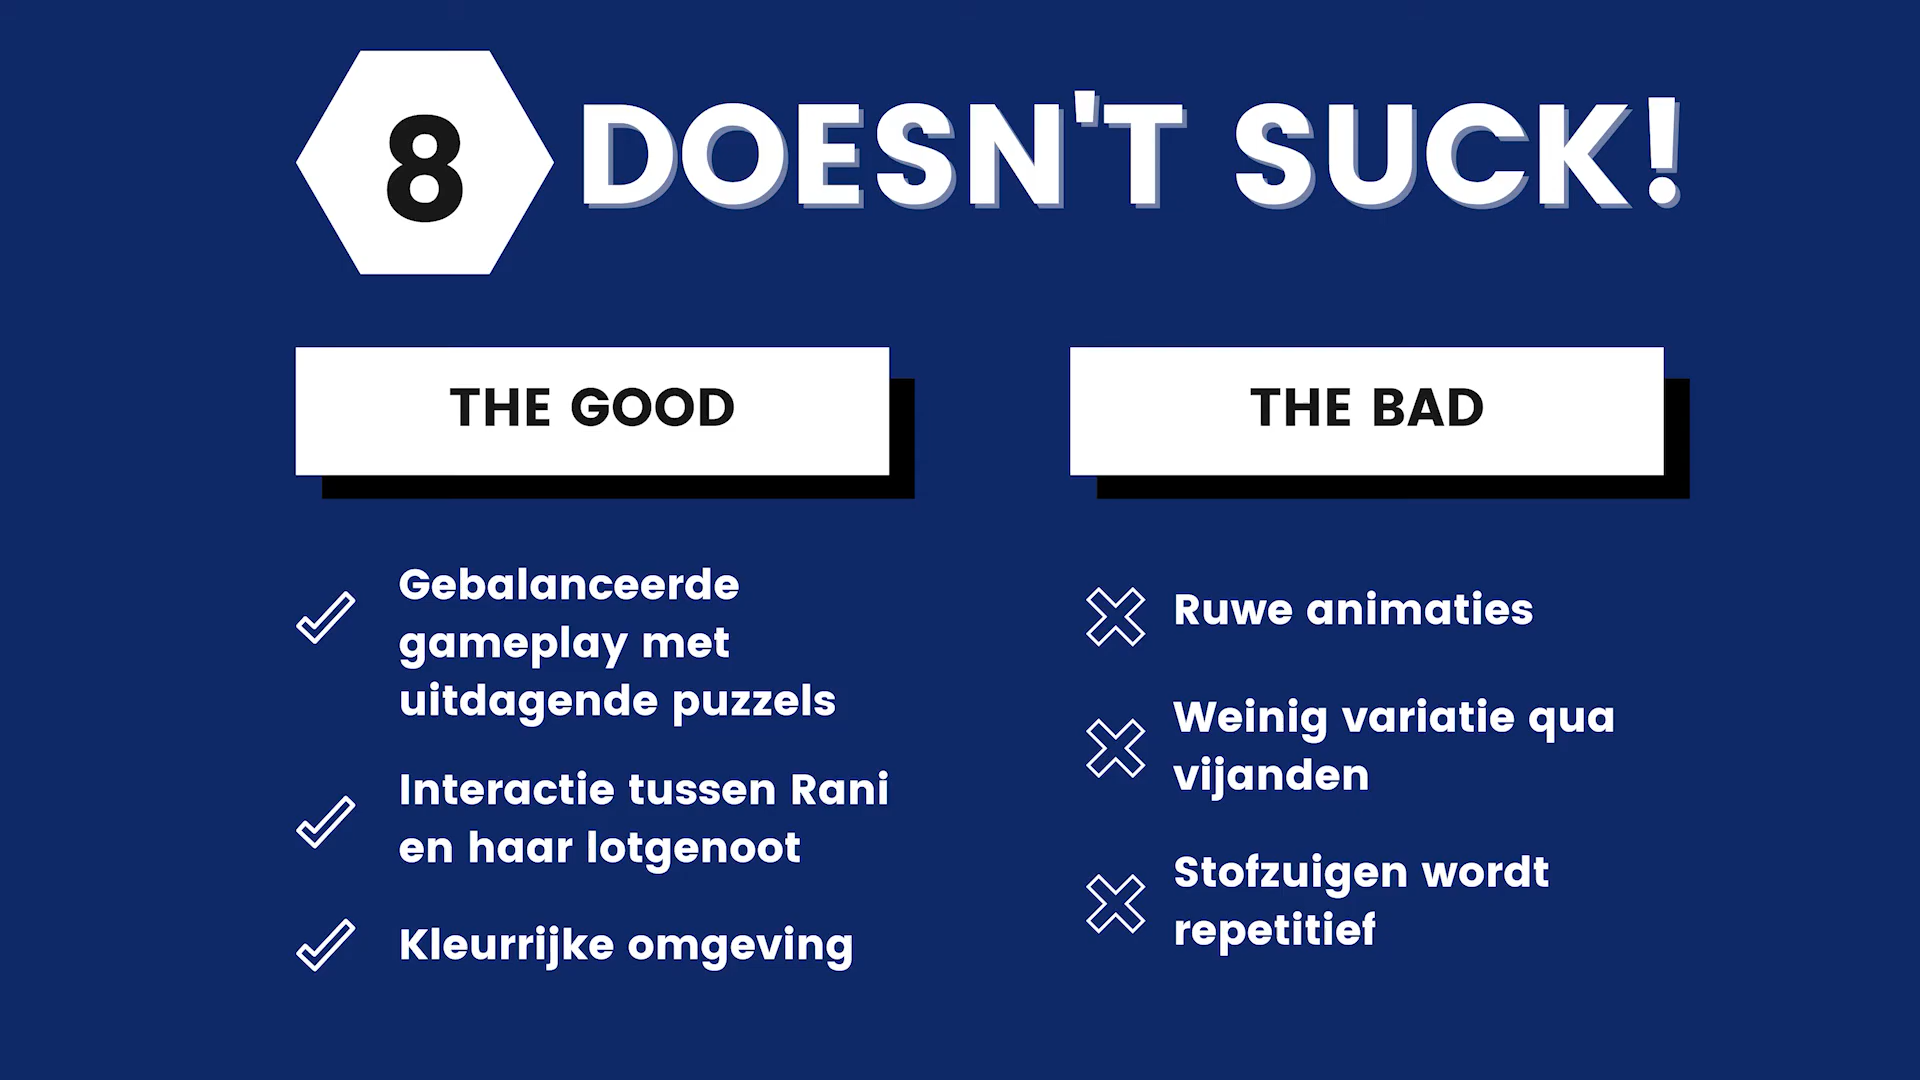 8
DOESN'T SUCK!
THE GOOD
Gebalanceerde
gameplay met
uitdagende puzzels
Interactie tussen Rani
en haar lotgenoot
Kleurrijke omgeving
THE BAD
Ruwe animaties
Weinig variatie qua
vijanden
Stofzuigen wordt
repetitief